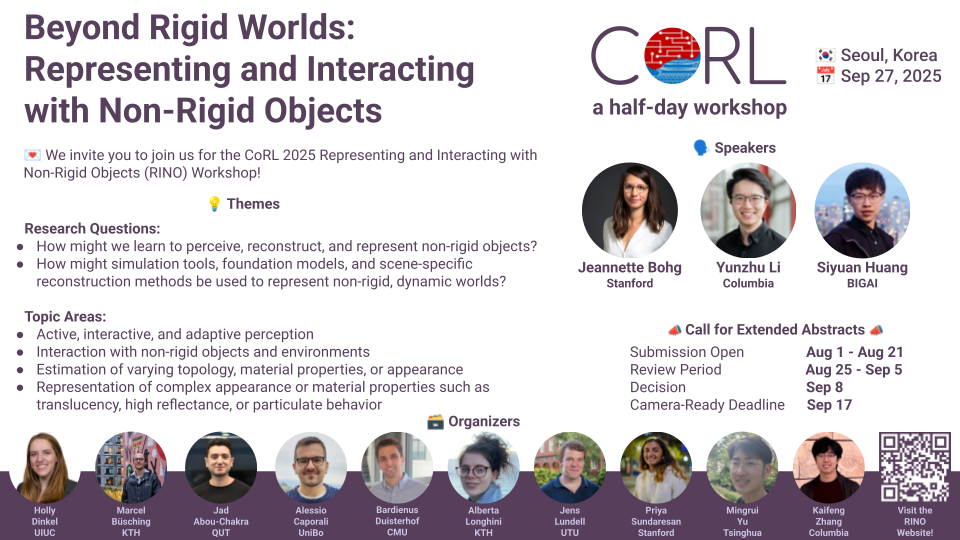 Beyond Rigid Worlds:
Representing and Interacting
with Non-Rigid Objects
💌 We invite you to join us for the CoRL 2025 Representing and Interacting with
Non-Rigid Objects (RINO) Workshop!
💡 Themes
Research Questions:
● How might we learn to perceive, reconstruct, and represent non-rigid objects?
● How might simulation tools, foundation models, and scene-specific
reconstruction methods be used to represent non-rigid, dynamic worlds?
Topic Areas:
● Active, interactive, and adaptive perception
● Interaction with non-rigid objects and environments
● Estimation of varying topology, material properties, or appearance
● Representation of complex appearance or material properties such as
translucency, high reflectance, or particulate behavior
CORL
a half-day workshop
🇰🇷 Seoul, Korea
📅 Sep 27, 2025
🗣️ Speakers
Jeannette Bohg
Stanford
Yunzhu Li
Columbia
Siyuan Huang
BIGAI
📣 Call for Extended Abstracts 📣
Submission Open Aug 1 - Aug 21
Review Period Aug 25 - Sep 5
Decision Sep 8
Camera-Ready Deadline Sep 17
🗃️ Organizers
Holly
Dinkel
UIUC
Marcel
Büsching
KTH
Jad
Abou-Chakra
QUT
Alessio
Caporali
UniBo
Bardienus
Duisterhof
CMU
Alberta
Longhini
KTH
Jens
Lundell
UTU
Priya
Sundaresan
Stanford
Mingrui
Yu
Tsinghua
Kaifeng
Zhang
Columbia
Visit the
RINO
Website!